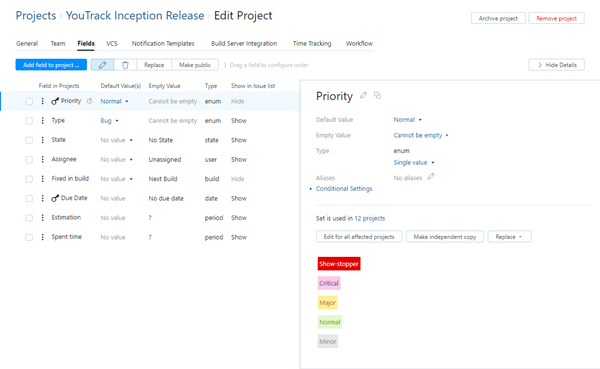 Projects › YouTrack Inception Release › Edit Project
Archive project
Remove project
General Team Fields VCS Notification Templates Build Server Integration Time Tracking Workflow
Add field to project ... Replace Make public Drag a field to configure order
Hide Details
Field in Projects Default Value(s) Empty Value Type Show in Issue list
Priority Normal Cannot be empty enum Hide
Type Bug Cannot be empty enum Show
State No value No State state Show
Assignee No value Unassigned user Show
Fixed in build No value Next Build build Hide
Due Date No value No due date date Show
Estimation No value ? period Show
Spent time No value ? period Show
Priority
Default Value Normal
Empty Value Cannot be empty
Type enum
Single value
Aliases No aliases
Conditional Settings
Set is used in 12 projects
Edit for all affected projects Make independent copy Replace
Show-stopper
Critical
Major
Normal
Minor